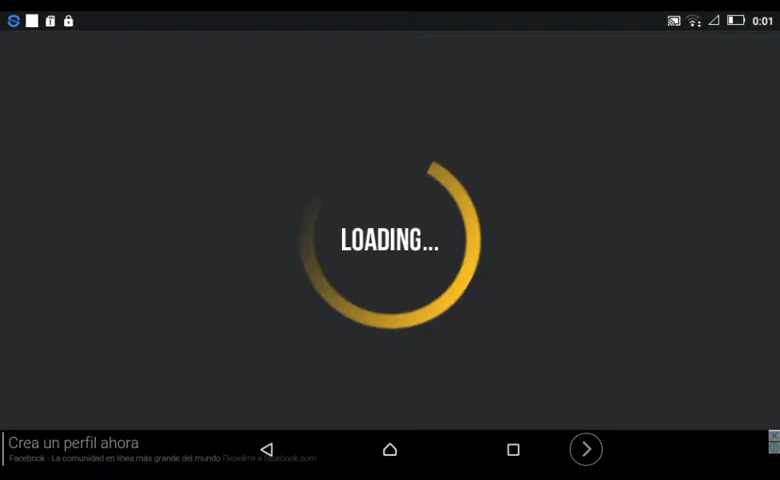 0:01
LOADING...
Crea un perfil ahora
Facebook - La comunidad en línea más grande del mundo Перейти к facebook.com